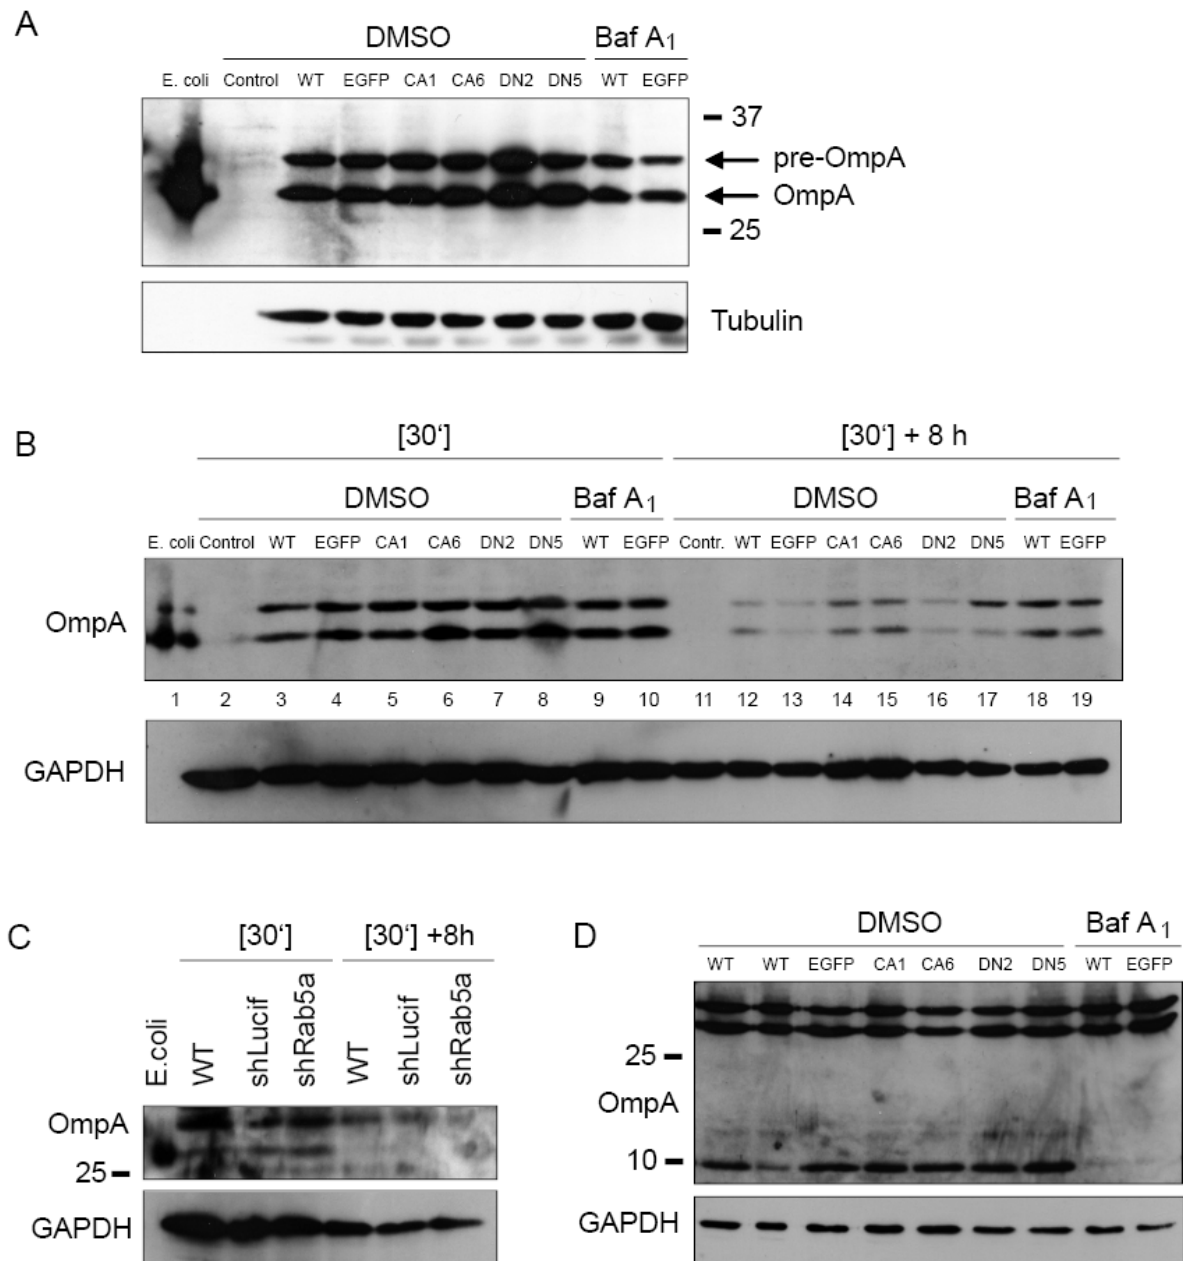 A
DMSO Baf A1
E. coli Control WT EGFP CA1 CA6 DN2 DN5 WT EGFP
37
pre-OmpA
OmpA
25
Tubulin
B
[30'] [30'] + 8 h
DMSO Baf A1 DMSO Baf A1
E. coli Control WT EGFP CA1 CA6 DN2 DN5 WT EGFP Contr. WT EGFP CA1 CA6 DN2 DN5 WT EGFP
OmpA
1 2 3 4 5 6 7 8 9 10 11 12 13 14 15 16 17 18 19
GAPDH
C
[30'] [30'] +8h
E.coli WT shLucif shRab5a WT shLucif shRab5a
OmpA
25
GAPDH
D
DMSO Baf A1
WT WT EGFP CA1 CA6 DN2 DN5 WT EGFP
25
OmpA
10
GAPDH